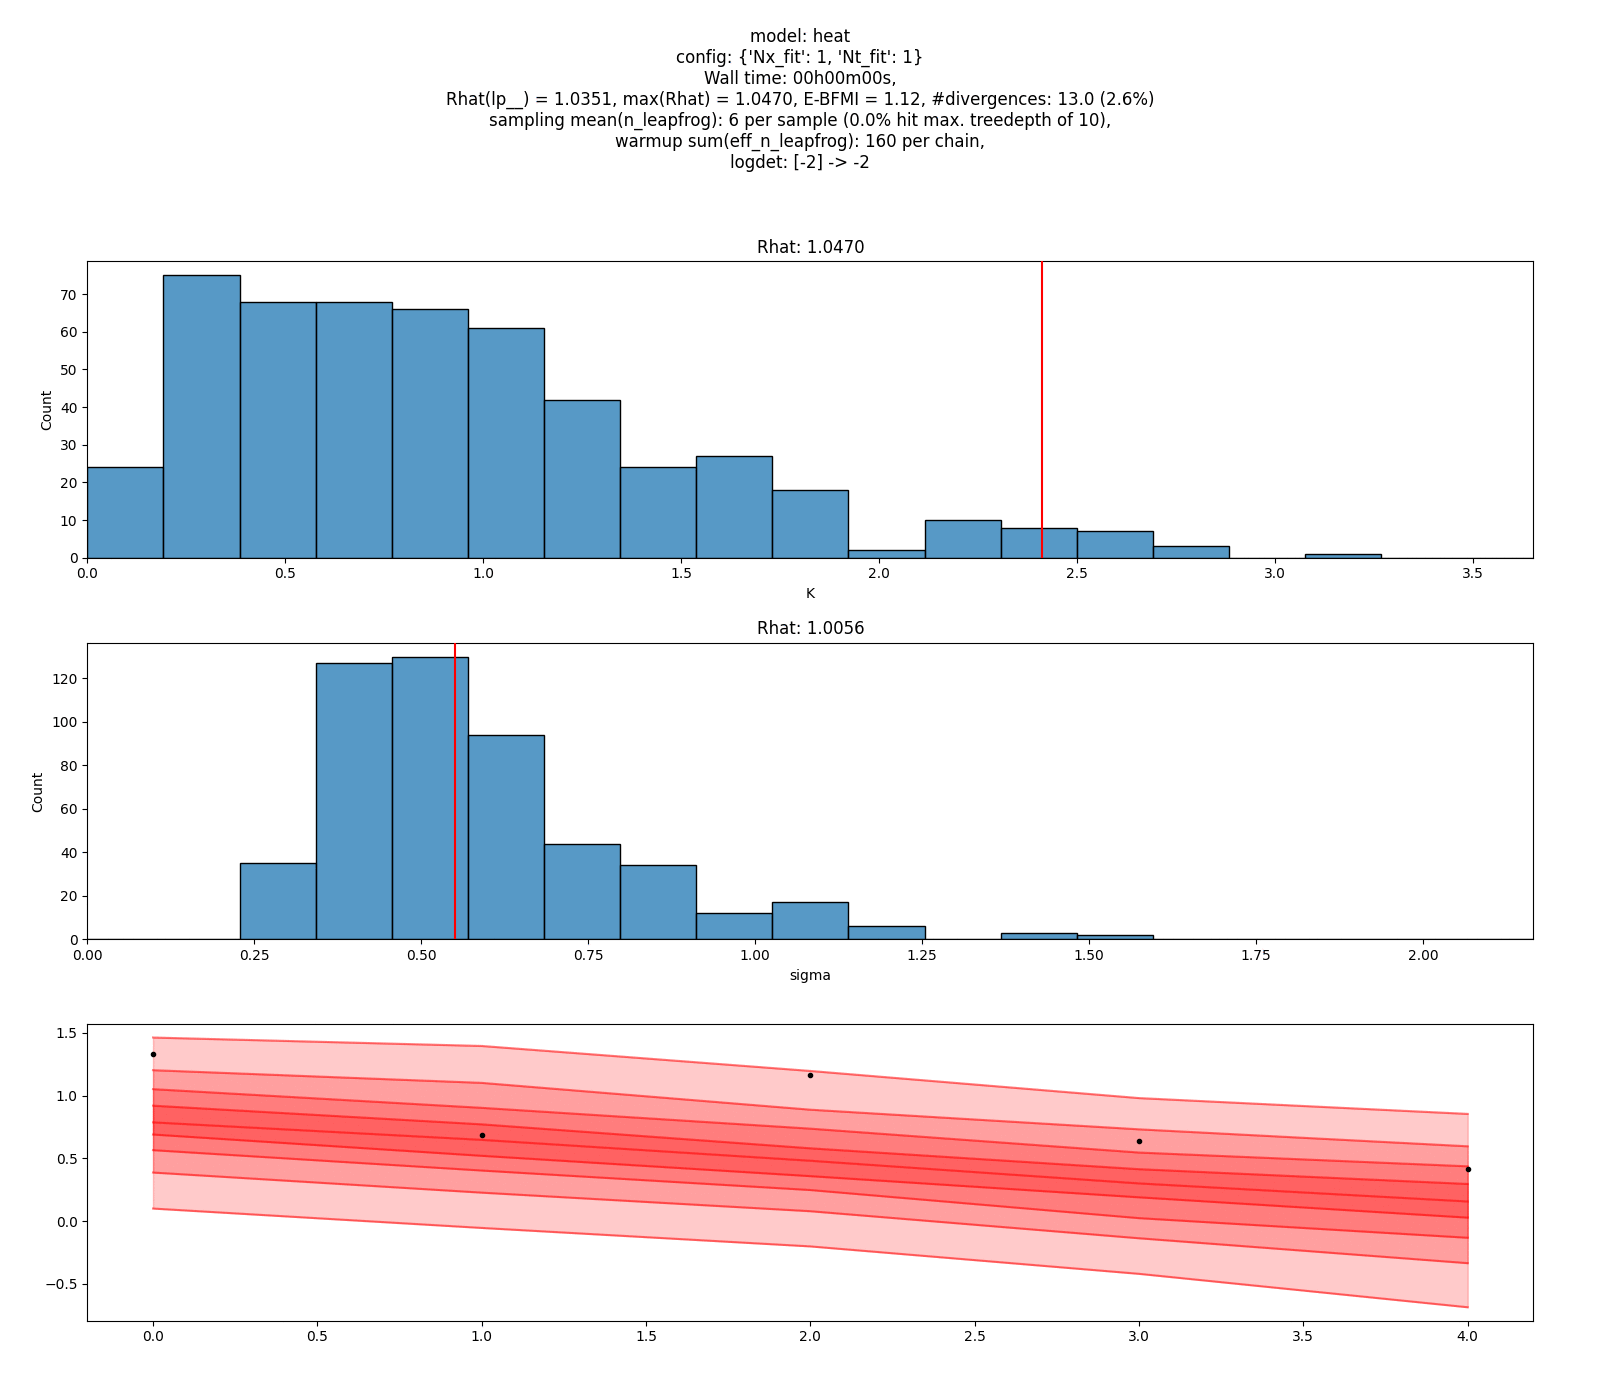 model: heat
config: {'Nx_fit': 1, 'Nt_fit': 1}
Wall time: 00h00m00s,
Rhat(lp__) = 1.0351, max(Rhat) = 1.0470, E-BFMI = 1.12, #divergences: 13.0 (2.6%)
sampling mean(n_leapfrog): 6 per sample (0.0% hit max. treedepth of 10),
warmup sum(eff_n_leapfrog): 160 per chain,
logdet: [-2] -> -2
Rhat: 1.0470
70
60
50
40
30
20
10
0
Count
0.0 0.5 1.0 1.5 2.0 2.5 3.0 3.5
K
Rhat: 1.0056
120
100
80
60
40
20
0
Count
0.00 0.25 0.50 0.75 1.00 1.25 1.50 1.75 2.00
sigma
1.5
1.0
0.5
0.0
−0.5
0.0 0.5 1.0 1.5 2.0 2.5 3.0 3.5 4.0